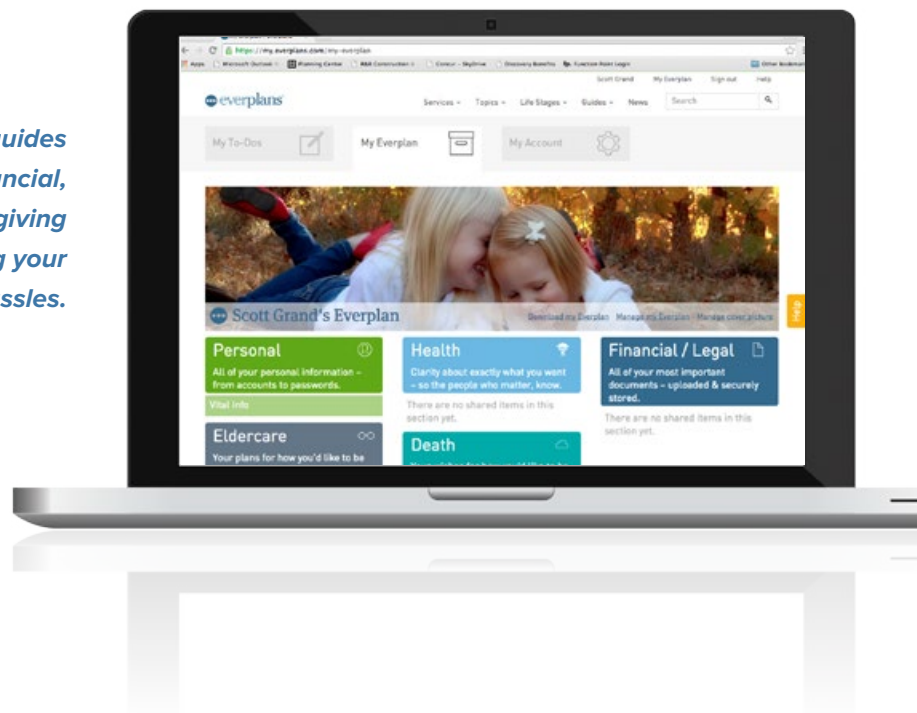 uides
ncial,
giving
g your
ssles.
https://my.everplans.com/my-everplan
Apps Microsoft Outlook Planning Center R&R Construction Concur - SkyDrive Discovery Benefits Function Point Login Other Bookmar
Scott Grand My Everplan Sign out Help
everplans
Services Topics Life Stages Guides News Search
My To-Dos My Everplan My Account
Help
Scott Grand's Everplan
Download my Everplan Manage my Everplan Manage cover picture
Personal
All of your personal information –
from accounts to passwords.
Vital Info
Eldercare
Your plans for how you'd like to be
Health
Clarity about exactly what you want
– so the people who matter, know.
There are no shared items in this
section yet.
Death
Financial / Legal
All of your most important
documents – uploaded & securely
stored.
There are no shared items in this
section yet.